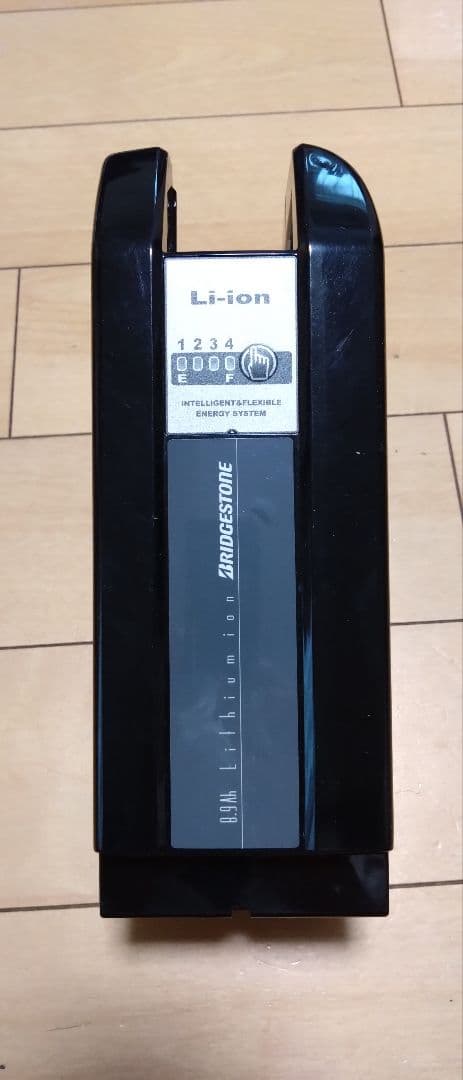 Li-ion
1 2 3 4
E F
INTELLIGENT&FLEXIBLE
ENERGY SYSTEM
8.9Ah Lithium ion BRIDGESTONE